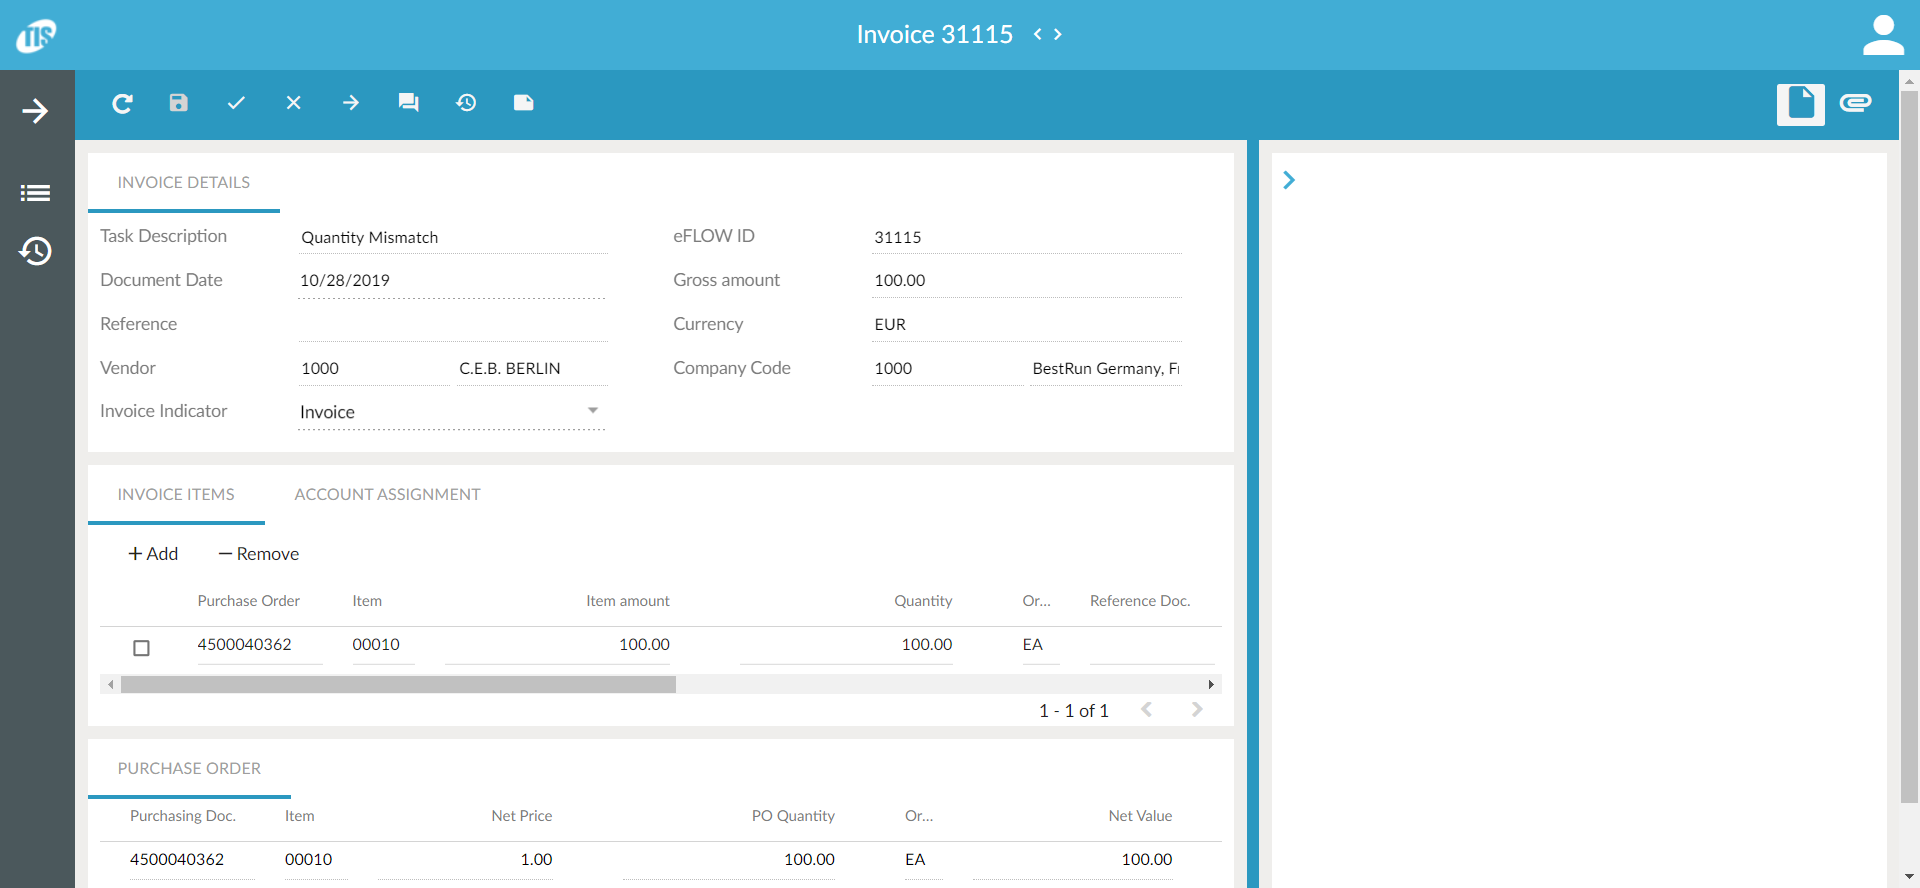 TIS
Invoice 31115
INVOICE DETAILS
Task Description Quantity Mismatch eFLOW ID 31115
Document Date 10/28/2019 Gross amount 100.00
Reference Currency EUR
Vendor 1000 C.E.B. BERLIN Company Code 1000 BestRun Germany, Fr
Invoice Indicator Invoice
INVOICE ITEMS ACCOUNT ASSIGNMENT
+ Add − Remove
Purchase Order Item Item amount Quantity Or... Reference Doc.
4500040362 00010 100.00 100.00 EA
1 - 1 of 1
PURCHASE ORDER
Purchasing Doc. Item Net Price PO Quantity Or... Net Value
4500040362 00010 1.00 100.00 EA 100.00